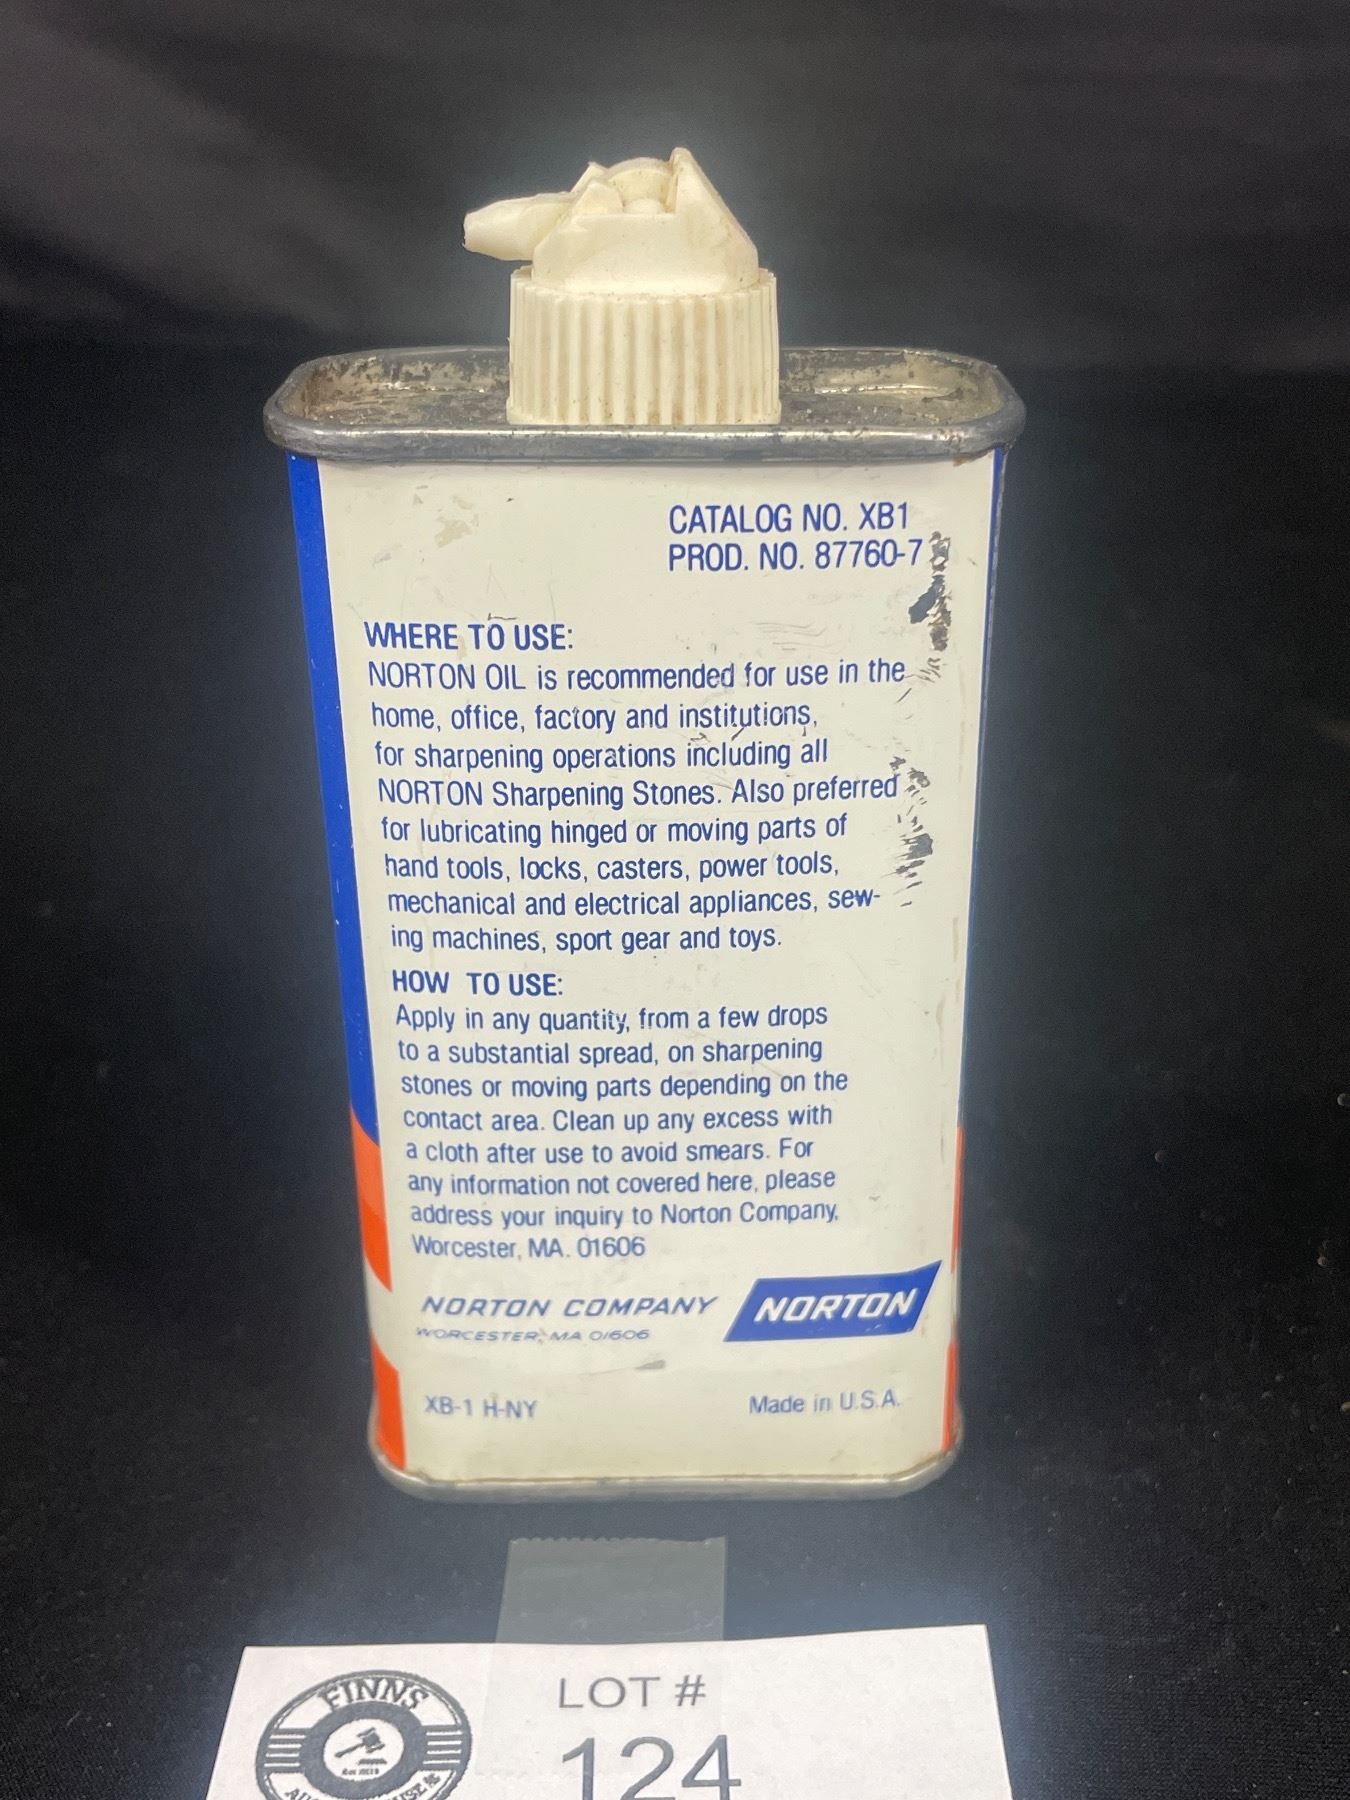 CATALOG NO. XB1
PROD. NO. 87760-7
WHERE TO USE:
NORTON OIL is recommended for use in the
home, office, factory and institutions,
for sharpening operations including all
NORTON Sharpening Stones. Also preferred
for lubricating hinged or moving parts of
hand tools, locks, casters, power tools,
mechanical and electrical appliances, sew-
ing machines, sport gear and toys.
HOW TO USE:
Apply in any quantity, from a few drops
to a substantial spread, on sharpening
stones or moving parts depending on the
contact area. Clean up any excess with
a cloth after use to avoid smears. For
any information not covered here, please
address your inquiry to Norton Company,
Worcester, MA. 01606
NORTON COMPANY
WORCESTER, MA 01606
NORTON
XB-1 H-NY
Made in U.S.A.
FINNS
LOT #
124